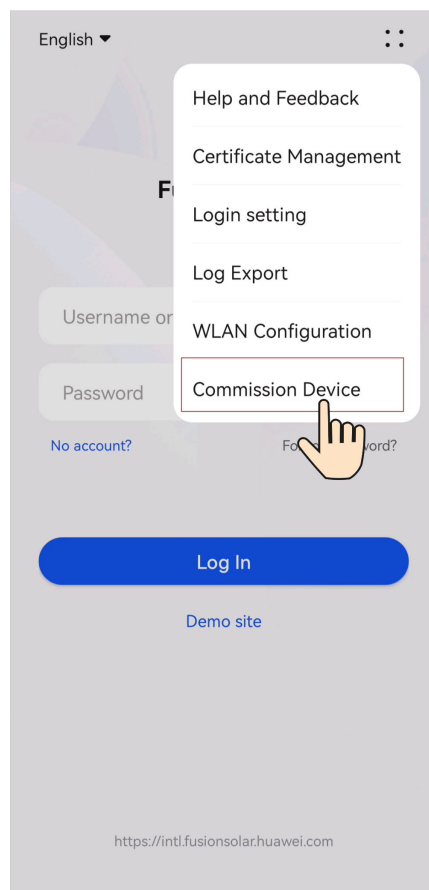 English
Help and Feedback
Certificate Management
Login setting
Log Export
Username or
WLAN Configuration
Password
Commission Device
No account?
Log In
Demo site
https://intl.fusionsolar.huawei.com